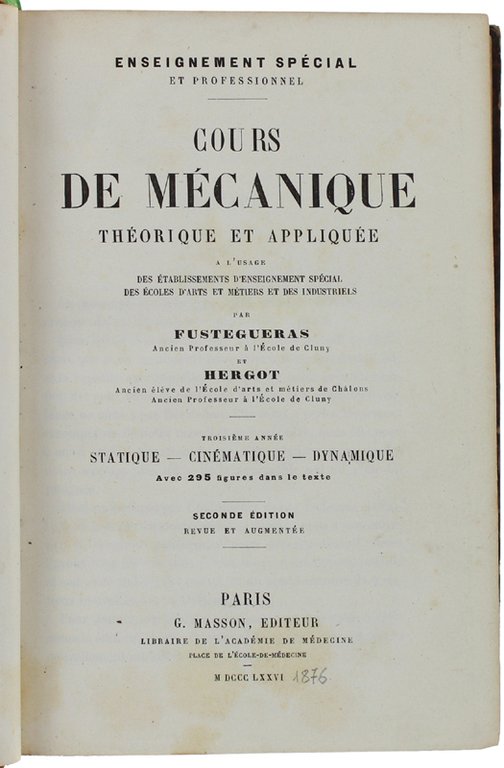 ENSEIGNEMENT SPÉCIAL
ET PROFESSIONNEL
COURS
DE MÉCANIQUE
THÉORIQUE ET APPLIQUÉE
A L'USAGE
DES ÉTABLISSEMENTS D'ENSEIGNEMENT SPÉCIAL
DES ÉCOLES D'ARTS ET MÉTIERS ET DES INDUSTRIELS
PAR
FUSTEGUERAS
Ancien Professeur à l'École de Cluny
ET
HERGOT
Ancien élève de l'École d'arts et métiers de Châlons
Ancien Professeur à l'École de Cluny
TROISIÈME ANNÉE
STATIQUE — CINÉMATIQUE — DYNAMIQUE
Avec 295 figures dans le texte
SECONDE ÉDITION
REVUE ET AUGMENTÉE
PARIS
G. MASSON, EDITEUR
LIBRAIRE DE L'ACADÉMIE DE MÉDECINE
PLACE DE L'ÉCOLE-DE-MÉDECINE
M DCCC LXXVI 1876